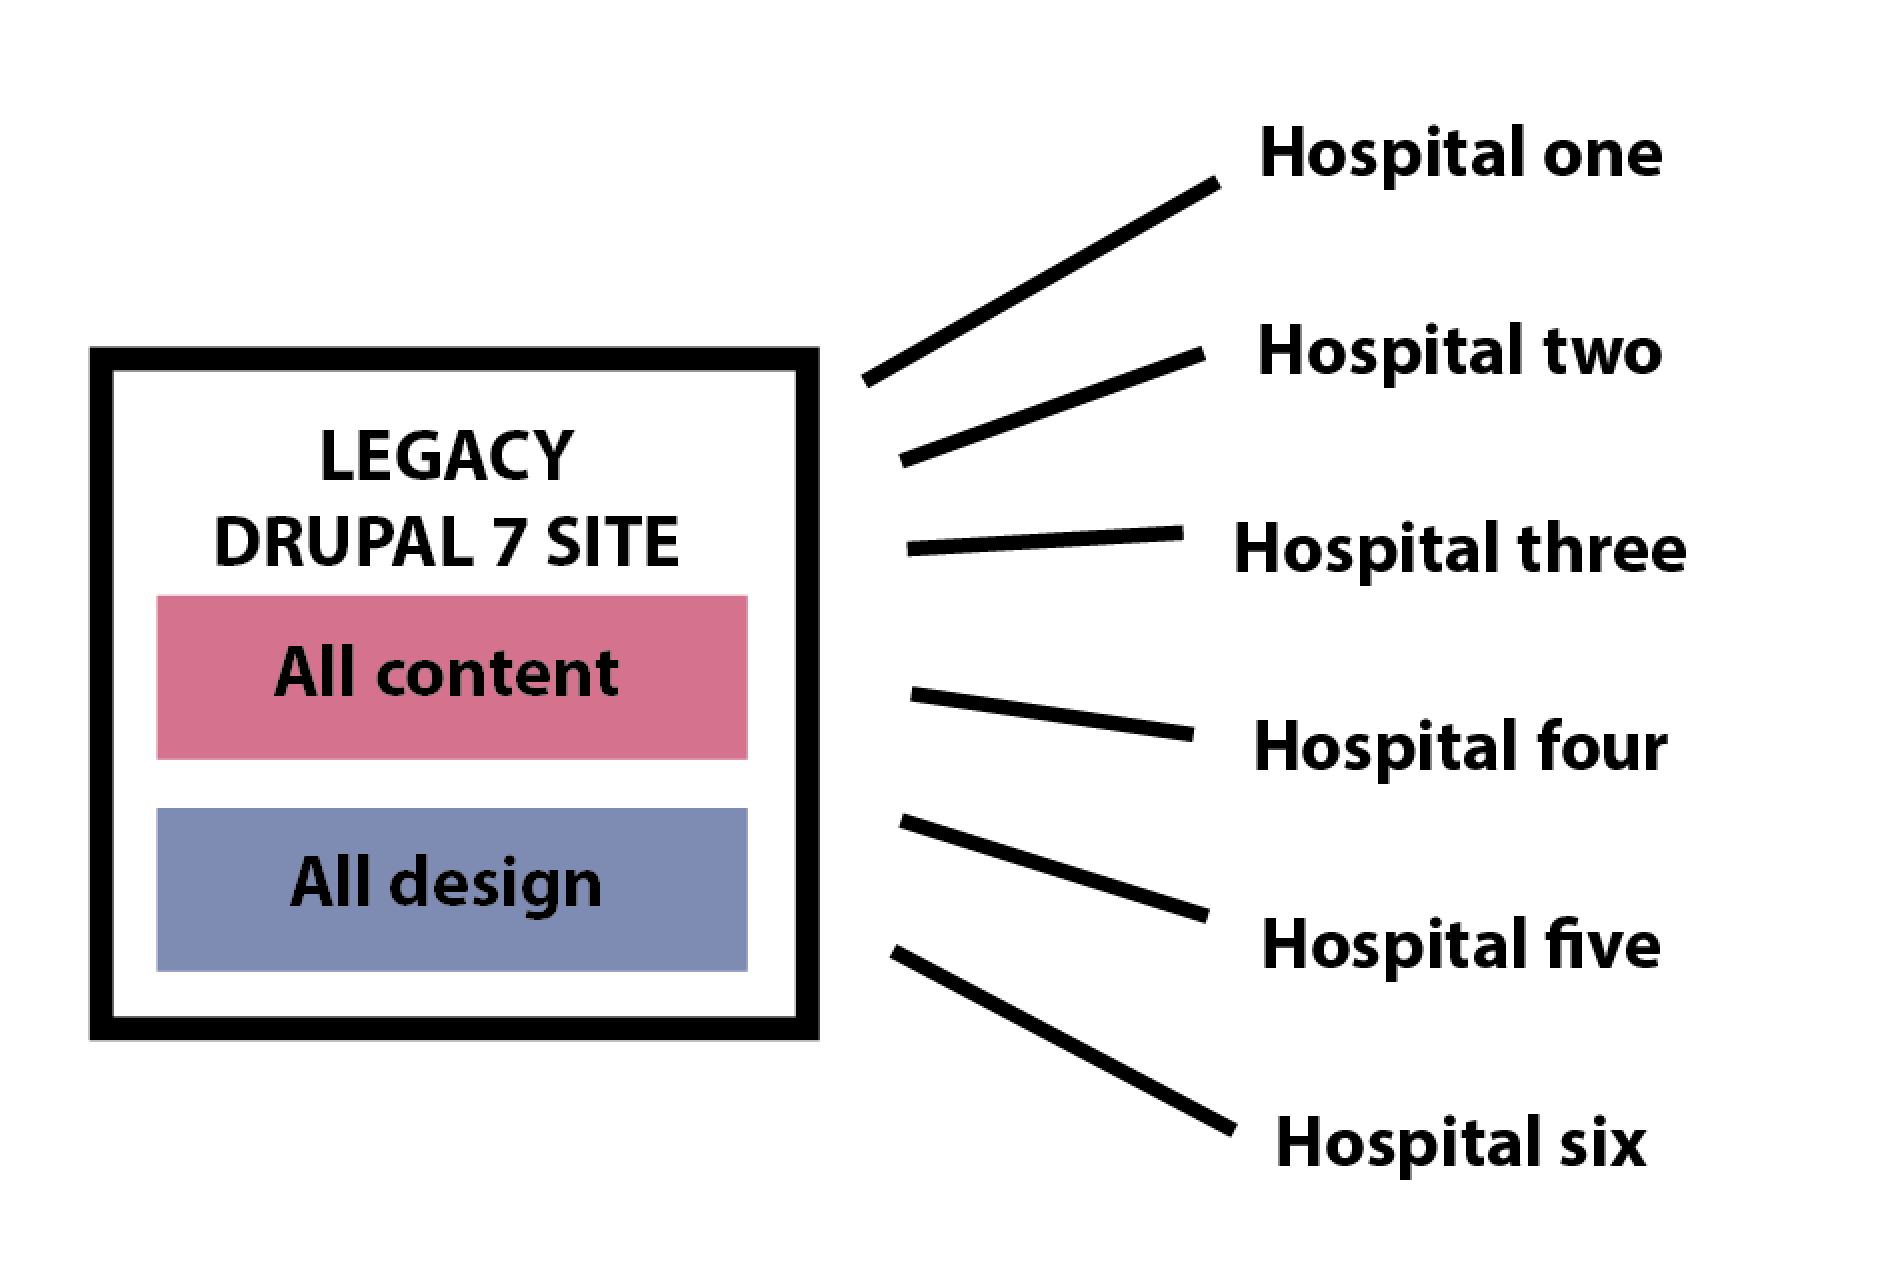 LEGACY
DRUPAL 7 SITE
All content
All design
Hospital one
Hospital two
Hospital three
Hospital four
Hospital five
Hospital six